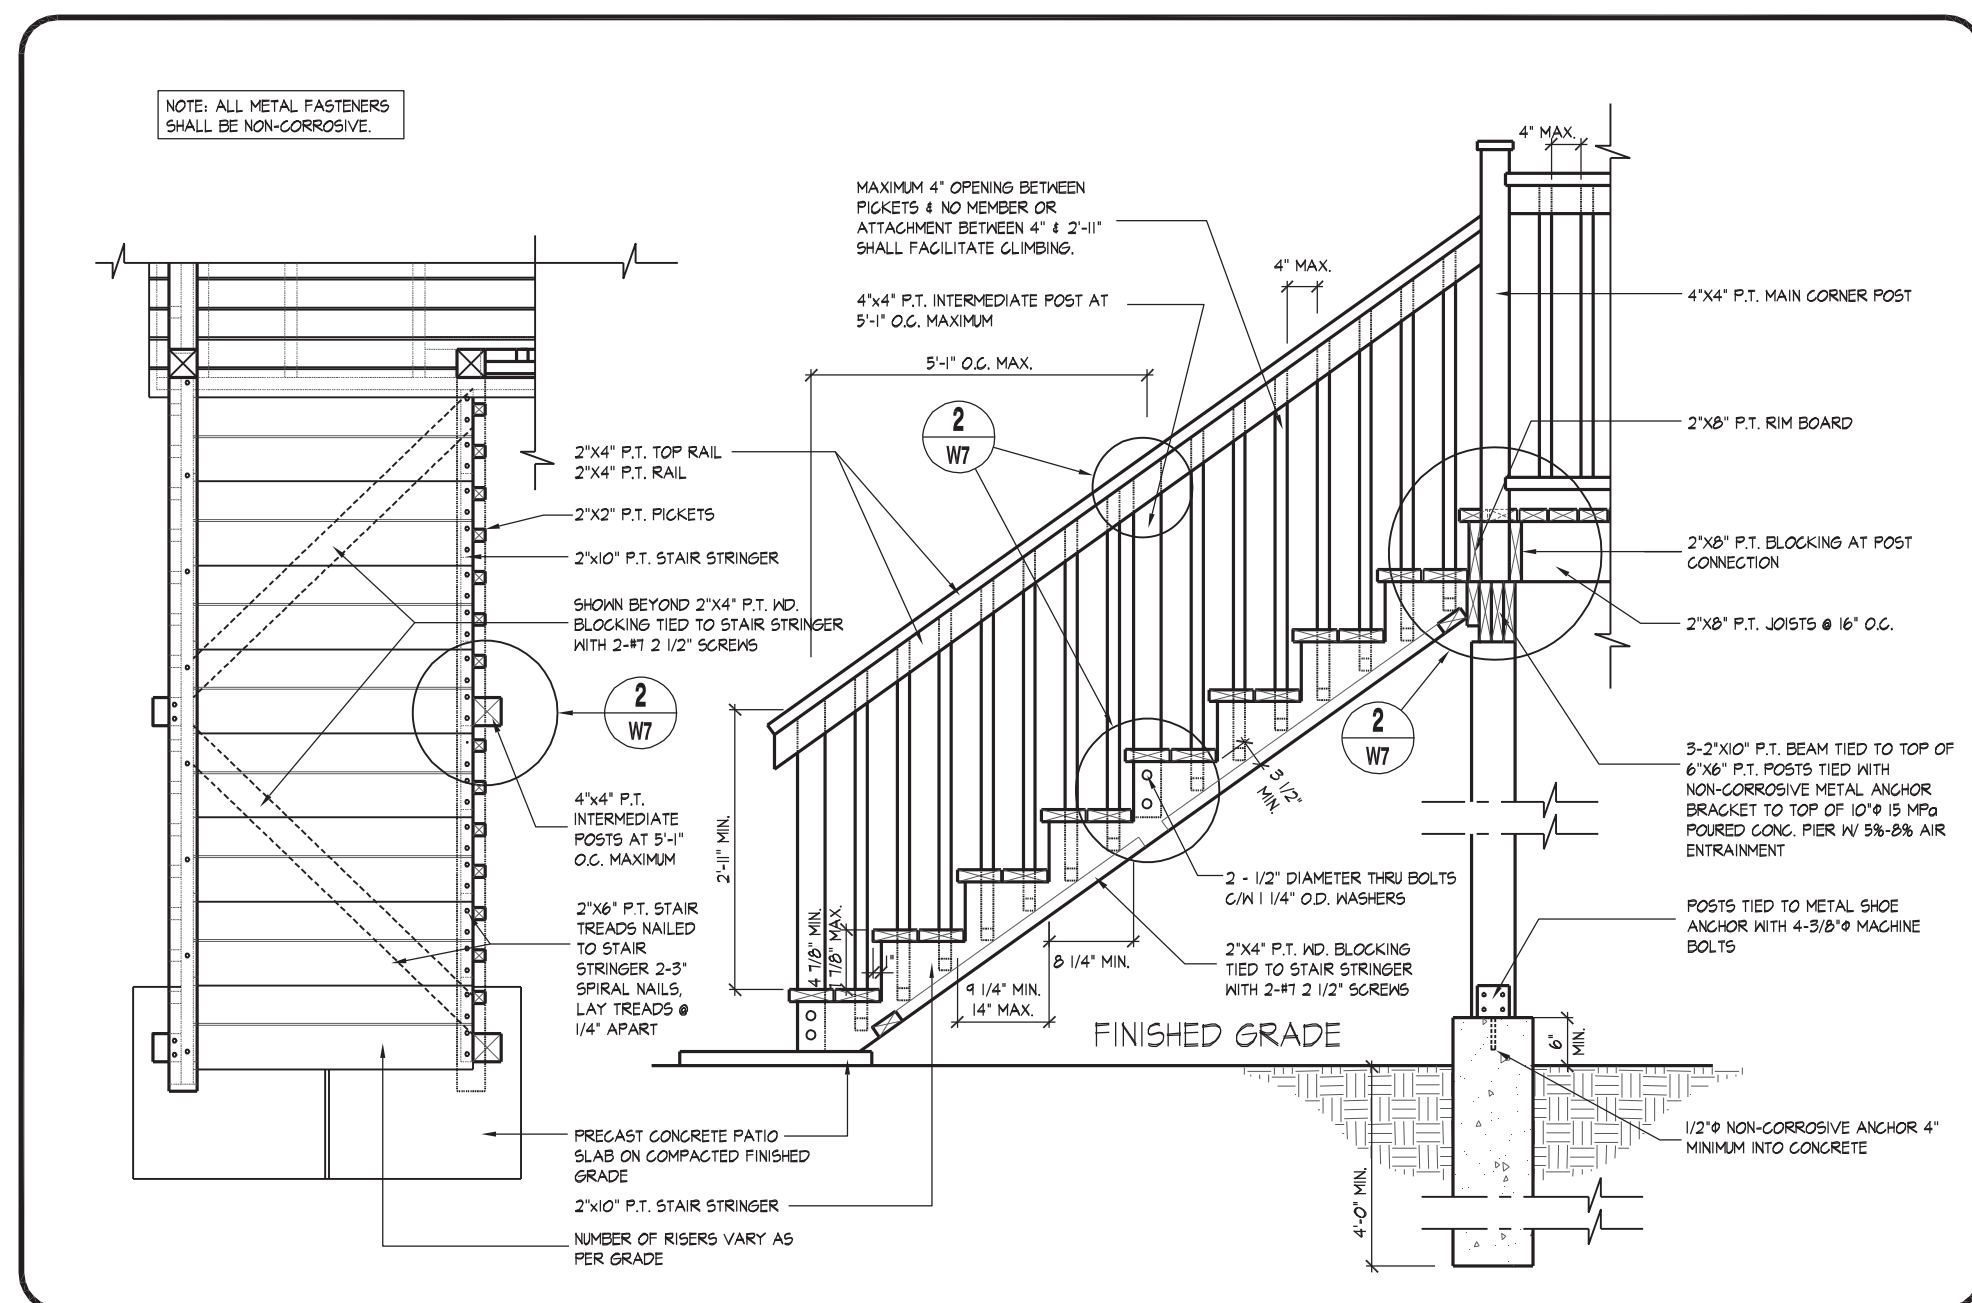 NOTE: ALL METAL FASTENERS
SHALL BE NON-CORROSIVE.
4" MAX.
MAXIMUM 4" OPENING BETWEEN
PICKETS & NO MEMBER OR
ATTACHMENT BETWEEN 4" & 2'-11"
SHALL FACILITATE CLIMBING.
4" MAX.
4"x4" P.T. INTERMEDIATE POST AT
5'-1" O.C. MAXIMUM
5'-1" O.C. MAX.
4"X4" P.T. MAIN CORNER POST
2
W7
2"X8" P.T. RIM BOARD
2"X4" P.T. TOP RAIL
2"X4" P.T. RAIL
2"X2" P.T. PICKETS
2"x10" P.T. STAIR STRINGER
2"X8" P.T. BLOCKING AT POST
CONNECTION
SHOWN BEYOND 2"X4" P.T. WD.
BLOCKING TIED TO STAIR STRINGER
WITH 2-#7 2 1/2" SCREWS
2"X8" P.T. JOISTS @ 16" O.C.
2
W7
2
W7
3-2"X10" P.T. BEAM TIED TO TOP OF
6"X6" P.T. POSTS TIED WITH
NON-CORROSIVE METAL ANCHOR
BRACKET TO TOP OF 10"Φ 15 MPa
POURED CONC. PIER W/ 5%-8% AIR
ENTRAINMENT
3 1/2"
MIN.
4"x4" P.T.
INTERMEDIATE
POSTS AT 5'-1"
O.C. MAXIMUM
2'-11" MIN.
2 - 1/2" DIAMETER THRU BOLTS
C/W 1 1/4" O.D. WASHERS
2"X6" P.T. STAIR
TREADS NAILED
TO STAIR
STRINGER 2-3"
SPIRAL NAILS,
LAY TREADS @
1/4" APART
4 7/8" MIN.
7 7/8" MAX.
1"
8 1/4" MIN.
9 1/4" MIN.
14" MAX.
2"X4" P.T. WD. BLOCKING
TIED TO STAIR STRINGER
WITH 2-#7 2 1/2" SCREWS
POSTS TIED TO METAL SHOE
ANCHOR WITH 4-3/8"Φ MACHINE
BOLTS
FINISHED GRADE
6"
MIN.
PRECAST CONCRETE PATIO
SLAB ON COMPACTED FINISHED
GRADE
1/2"Φ NON-CORROSIVE ANCHOR 4"
MINIMUM INTO CONCRETE
4'-0" MIN.
2"x10" P.T. STAIR STRINGER
NUMBER OF RISERS VARY AS
PER GRADE